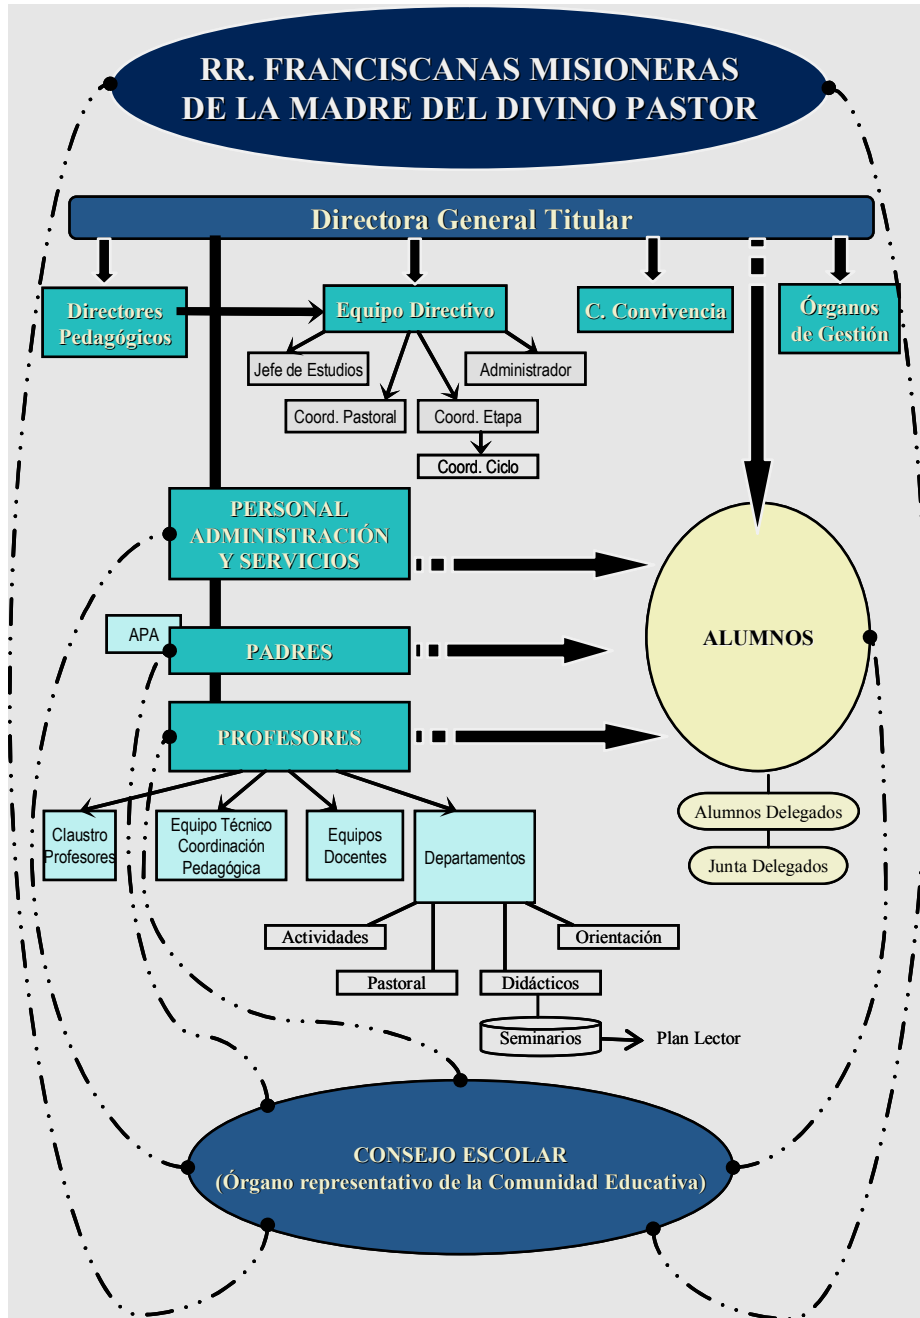 RR. FRANCISCANAS MISIONERAS
DE LA MADRE DEL DIVINO PASTOR
Directora General Titular
Directores
Pedagógicos
Equipo Directivo
C. Convivencia
Órganos
de Gestión
Jefe de Estudios
Administrador
Coord. Pastoral
Coord. Etapa
Coord. Ciclo
PERSONAL
ADMINISTRACIÓN
Y SERVICIOS
APA
PADRES
ALUMNOS
PROFESORES
Claustro
Profesores
Equipo Técnico
Coordinación
Pedagógica
Equipos
Docentes
Departamentos
Alumnos Delegados
Junta Delegados
Actividades
Orientación
Pastoral
Didácticos
Seminarios
Plan Lector
CONSEJO ESCOLAR
(Órgano representativo de la Comunidad Educativa)